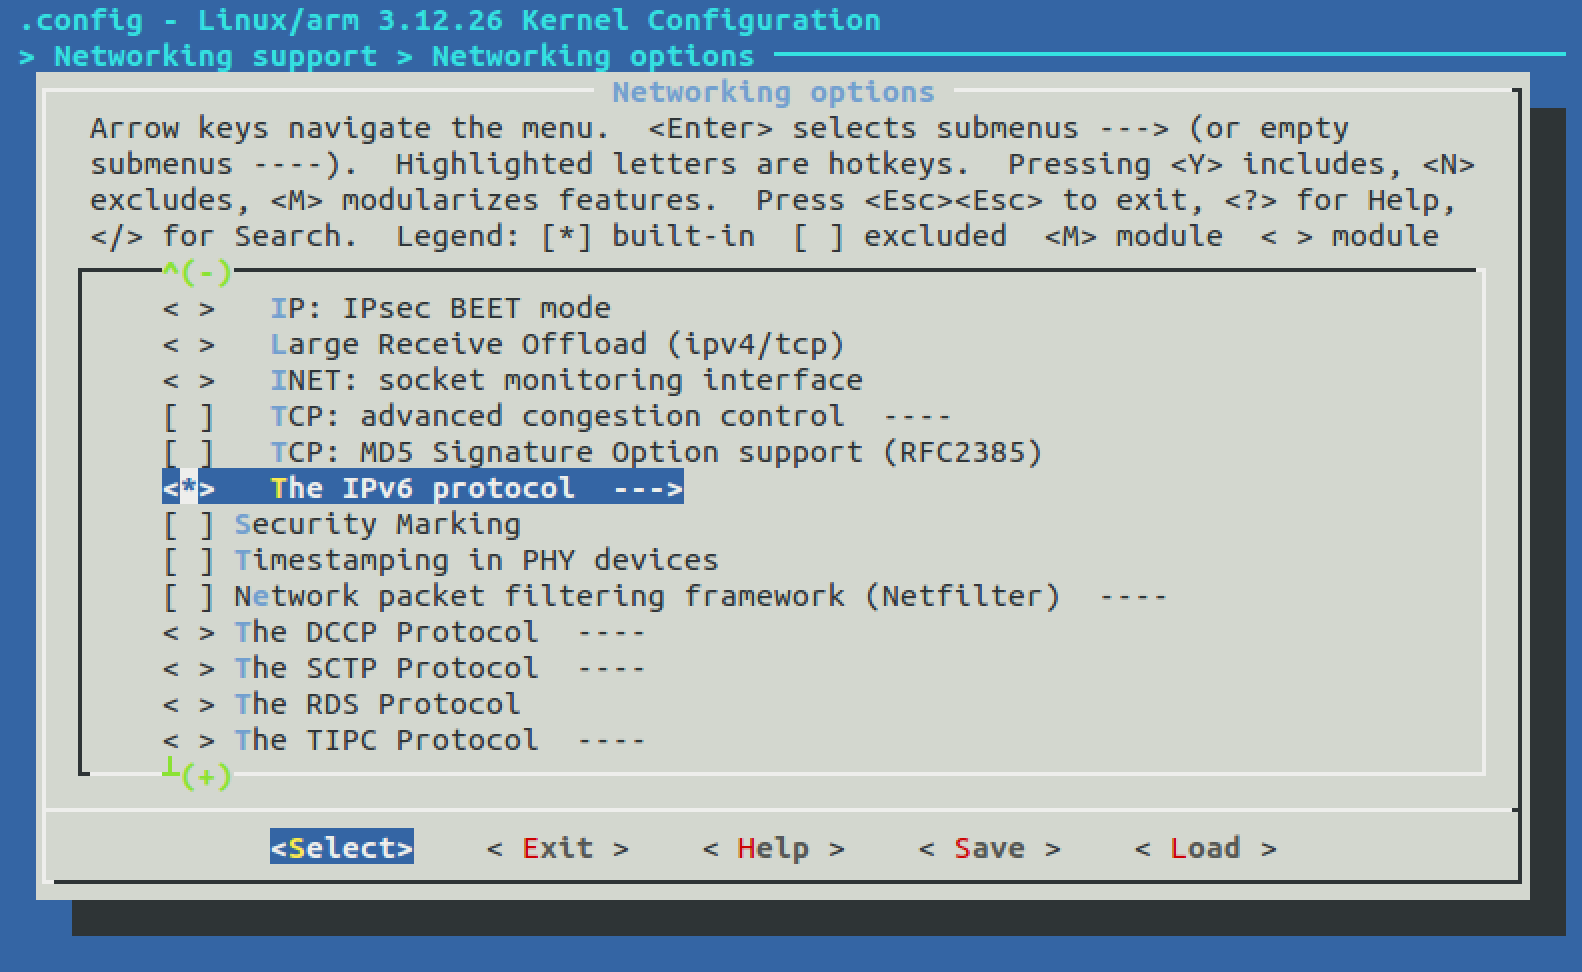 .config - Linux/arm 3.12.26 Kernel Configuration
> Networking support > Networking options
Networking options
Arrow keys navigate the menu.  <Enter> selects submenus ---> (or empty
submenus ----).  Highlighted letters are hotkeys.  Pressing <Y> includes, <N>
excludes, <M> modularizes features.  Press <Esc><Esc> to exit, <?> for Help,
</> for Search.  Legend: [*] built-in  [ ] excluded  <M> module  < > module
^(-)
< >   IP: IPsec BEET mode
< >   Large Receive Offload (ipv4/tcp)
< >   INET: socket monitoring interface
[ ]   TCP: advanced congestion control  ----
[ ]   TCP: MD5 Signature Option support (RFC2385)
<*>   The IPv6 protocol  --->
[ ] Security Marking
[ ] Timestamping in PHY devices
[ ] Network packet filtering framework (Netfilter)  ----
< > The DCCP Protocol  ----
< > The SCTP Protocol  ----
< > The RDS Protocol
< > The TIPC Protocol  ----
┴(+)
<Select>    < Exit >    < Help >    < Save >    < Load >